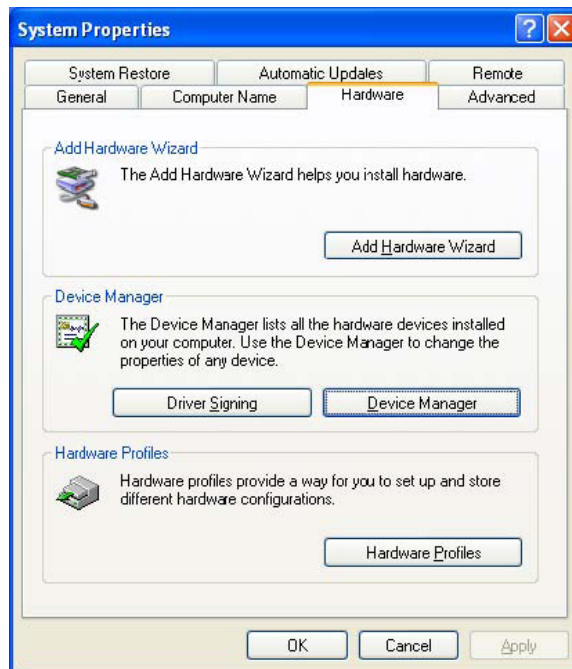 System Properties
System Restore
Automatic Updates
Remote
General
Computer Name
Hardware
Advanced
Add Hardware Wizard
The Add Hardware Wizard helps you install hardware.
Add Hardware Wizard
Device Manager
The Device Manager lists all the hardware devices installed
on your computer. Use the Device Manager to change the
properties of any device.
Driver Signing
Device Manager
Hardware Profiles
Hardware profiles provide a way for you to set up and store
different hardware configurations.
Hardware Profiles
OK
Cancel
Apply